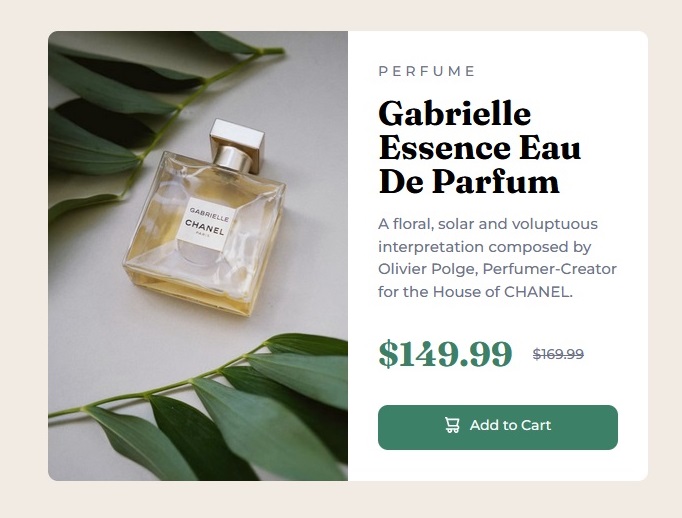 GABRIELLE
CHANEL
PARIS
PERFUME
Gabrielle
Essence Eau
De Parfum
A floral, solar and voluptuous
interpretation composed by
Olivier Polge, Perfumer-Creator
for the House of CHANEL.
$149.99 $169.99
Add to Cart